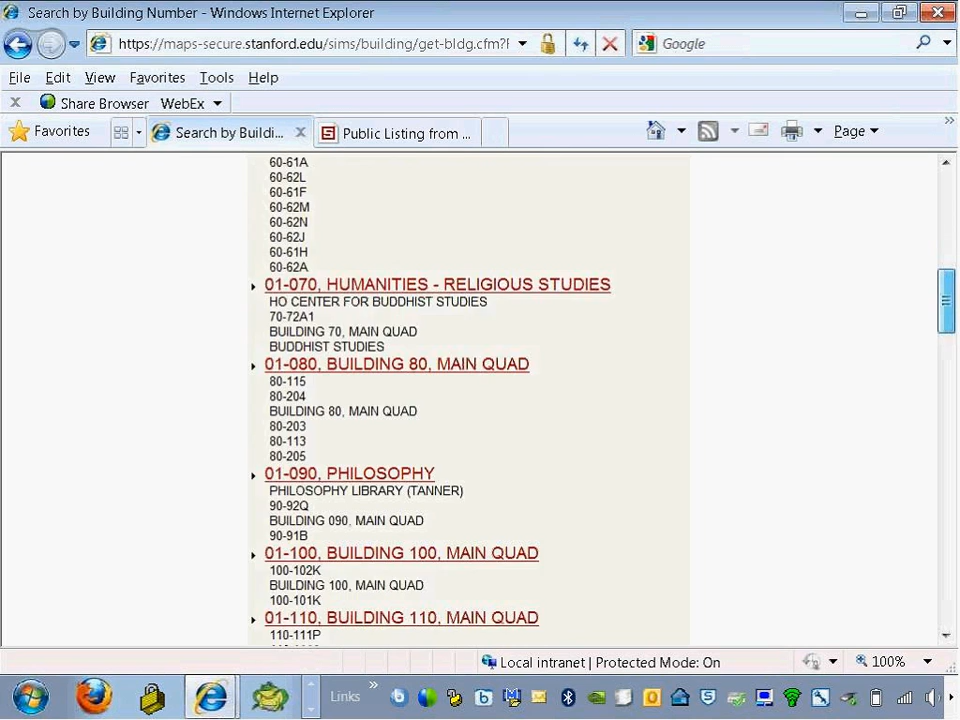 Search by Building Number - Windows Internet Explorer
https://maps-secure.stanford.edu/sims/building/get-bldg.cfm?
Google
File Edit View Favorites Tools Help
x Share Browser WebEx
Favorites
Search by Buildi... x
Public Listing from ...
Page
60-61A
60-62L
60-61F
60-62M
60-62N
60-62J
60-61H
60-62A
01-070, HUMANITIES - RELIGIOUS STUDIES
HO CENTER FOR BUDDHIST STUDIES
70-72A1
BUILDING 70, MAIN QUAD
BUDDHIST STUDIES
01-080, BUILDING 80, MAIN QUAD
80-115
80-204
BUILDING 80, MAIN QUAD
80-203
80-113
80-205
01-090, PHILOSOPHY
PHILOSOPHY LIBRARY (TANNER)
90-92Q
BUILDING 090, MAIN QUAD
90-91B
01-100, BUILDING 100, MAIN QUAD
100-102K
BUILDING 100, MAIN QUAD
100-101K
01-110, BUILDING 110, MAIN QUAD
110-111P
Local intranet | Protected Mode: On
100%
Links